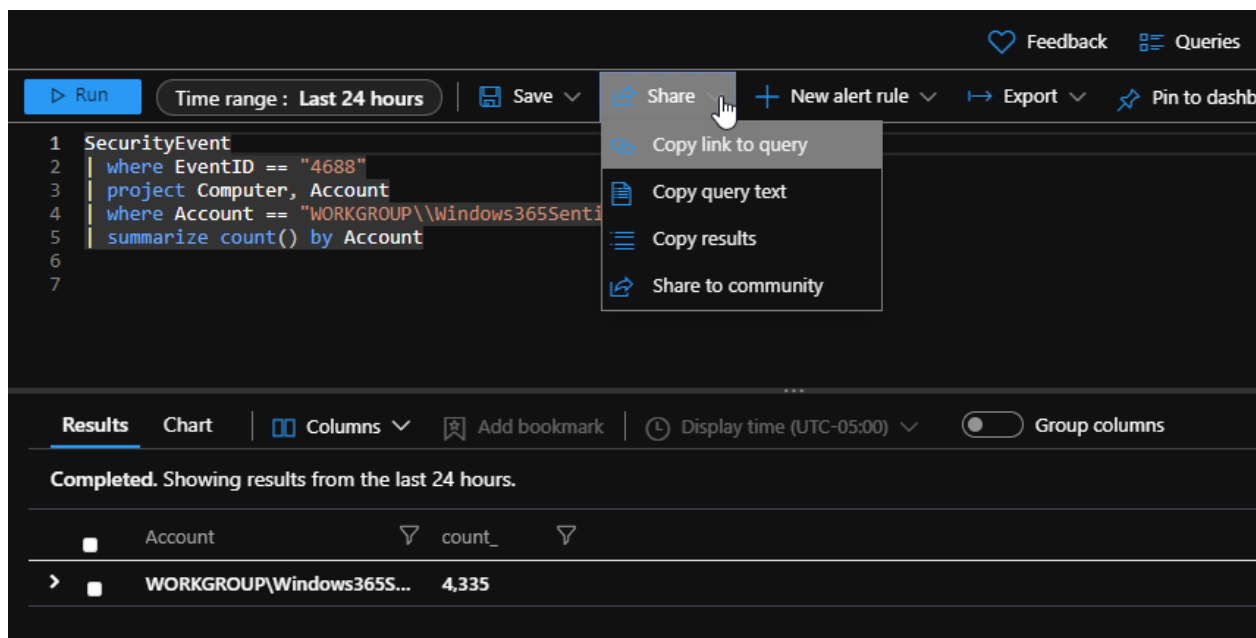 Feedback Queries
Run Time range : Last 24 hours Save Share New alert rule Export Pin to dashb
1 SecurityEvent
2 | where EventID == "4688"
3 | project Computer, Account
4 | where Account == "WORKGROUP\\Windows365Senti
5 | summarize count() by Account
6
7
Copy link to query
Copy query text
Copy results
Share to community
Results Chart Columns Add bookmark Display time (UTC-05:00) Group columns
Completed. Showing results from the last 24 hours.
Account count_
WORKGROUP\Windows365S... 4,335